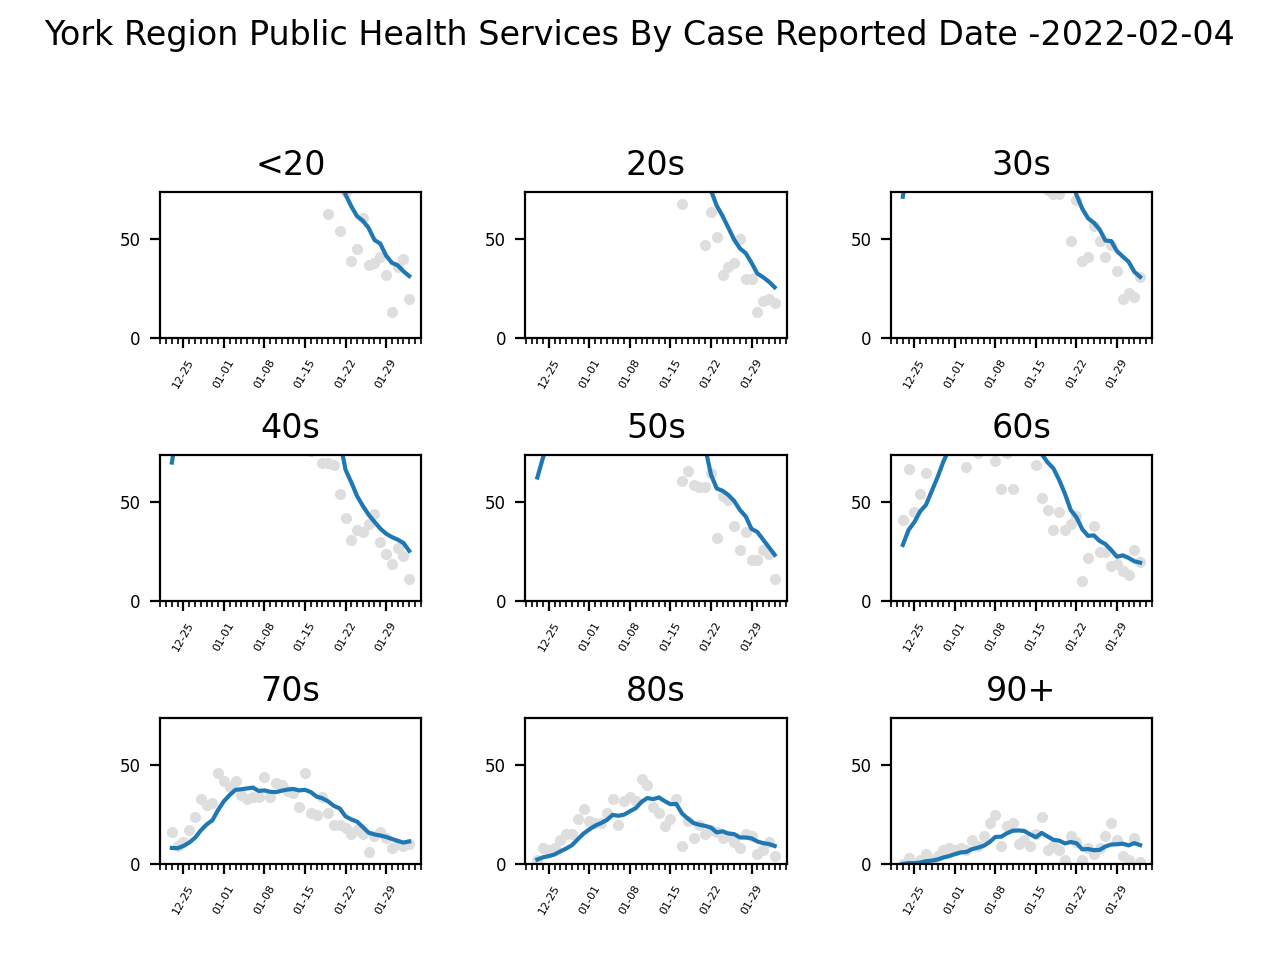 York Region Public Health Services By Case Reported Date -2022-02-04
<20 20s 30s
50 50 50
0 0 0
12-25 01-01 01-08 01-15 01-22 01-29 12-25 01-01 01-08 01-15 01-22 01-29 12-25 01-01 01-08 01-15 01-22 01-29
40s 50s 60s
50 50 50
0 0 0
12-25 01-01 01-08 01-15 01-22 01-29 12-25 01-01 01-08 01-15 01-22 01-29 12-25 01-01 01-08 01-15 01-22 01-29
70s 80s 90+
50 50 50
0 0 0
12-25 01-01 01-08 01-15 01-22 01-29 12-25 01-01 01-08 01-15 01-22 01-29 12-25 01-01 01-08 01-15 01-22 01-29